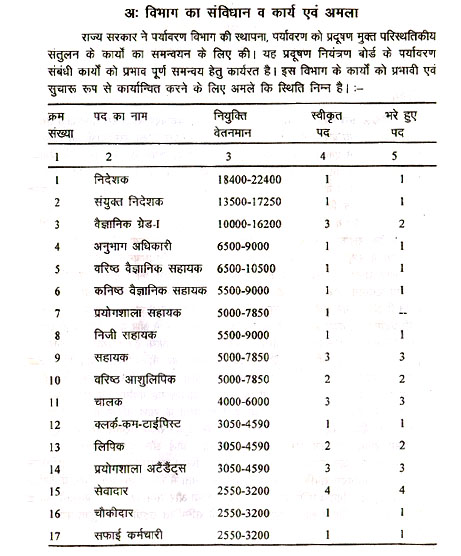 अः विभाग का संविधान व कार्य एवं अमला
राज्य सरकार ने पर्यावरण विभाग की स्थापना, पर्यावरण को प्रदूषण मुक्त परिस्थतिकीय
संतुलन के कार्यो का समन्वयन के लिए की। यह प्रदूषण नियंत्रण बोर्ड के पर्यावरण
संबंधी कार्यो को प्रभाव पूर्ण समन्वय हेतु कार्यरत है। इस विभाग के कार्यो को प्रभावी एवं
सुचारू रूप से कार्यान्वित करने के लिए अमले कि स्थिति निम्न है। :–
क्रम पद का नाम नियुक्ति स्वीकृत भरे हुए
संख्या वेतनमान पद पद
1 2 3 4 5
1 निदेशक 18400-22400 1 1
2 संयुक्त निदेशक 13500-17250 1 1
3 वैज्ञानिक ग्रेड-I 10000-16200 3 2
4 अनुभाग अधिकारी 6500-9000 1 1
5 वरिष्ठ वैज्ञानिक सहायक 6500-10500 1 1
6 कनिष्ठ वैज्ञानिक सहायक 5500-9000 1 1
7 प्रयोगशाला सहायक 5000-7850 1 --
8 निजी सहायक 5500-9000 1 1
9 सहायक 5000-7850 3 3
10 वरिष्ठ आशुलिपिक 5000-7850 2 2
11 चालक 4000-6000 3 3
12 क्लर्क-कम-टाईपिस्ट 3050-4590 1 1
13 लिपिक 3050-4590 2 2
14 प्रयोगशाला अटैंडैंट्स 3050-4590 3 3
15 सेवादार 2550-3200 4 4
16 चौकीदार 2550-3200 1 1
17 सफाई कर्मचारी 2550-3200 1 1